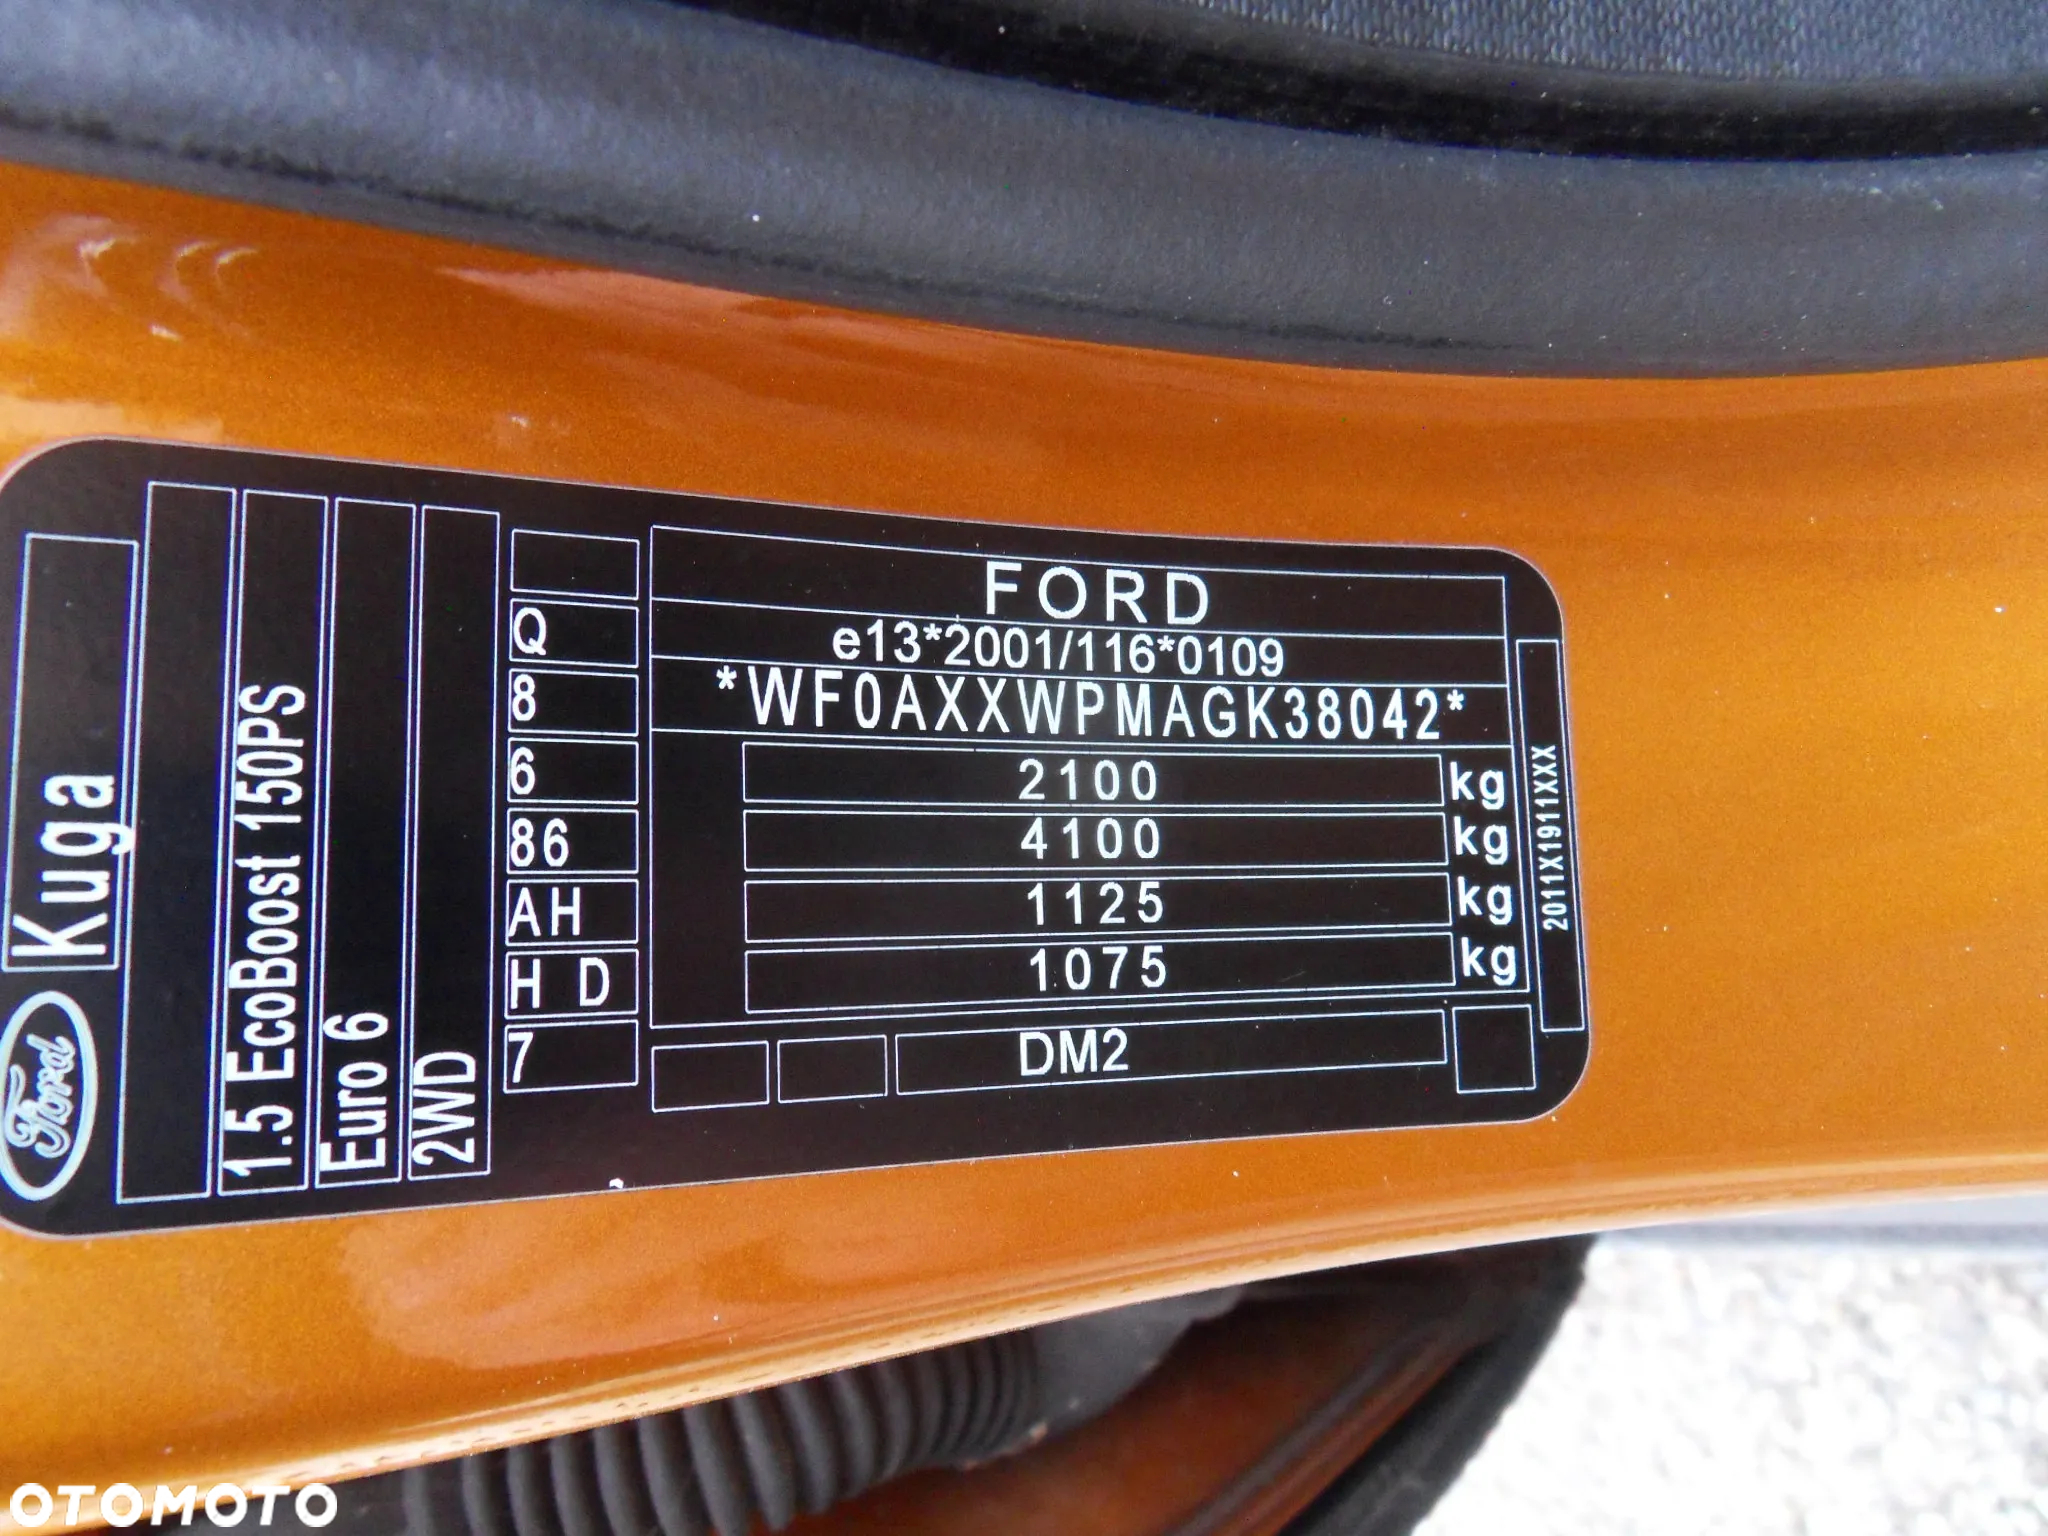 Ford
Kuga
1.5 EcoBoost 150PS
Euro 6
2WD
Q
8
6
86
AH
H D
7
FORD
e13*2001/116*0109
*WF0AXXWPMAGK38042*
2100 kg
4100 kg
1125 kg
1075 kg
DM2
2011X1911XXX
OTOMOTO